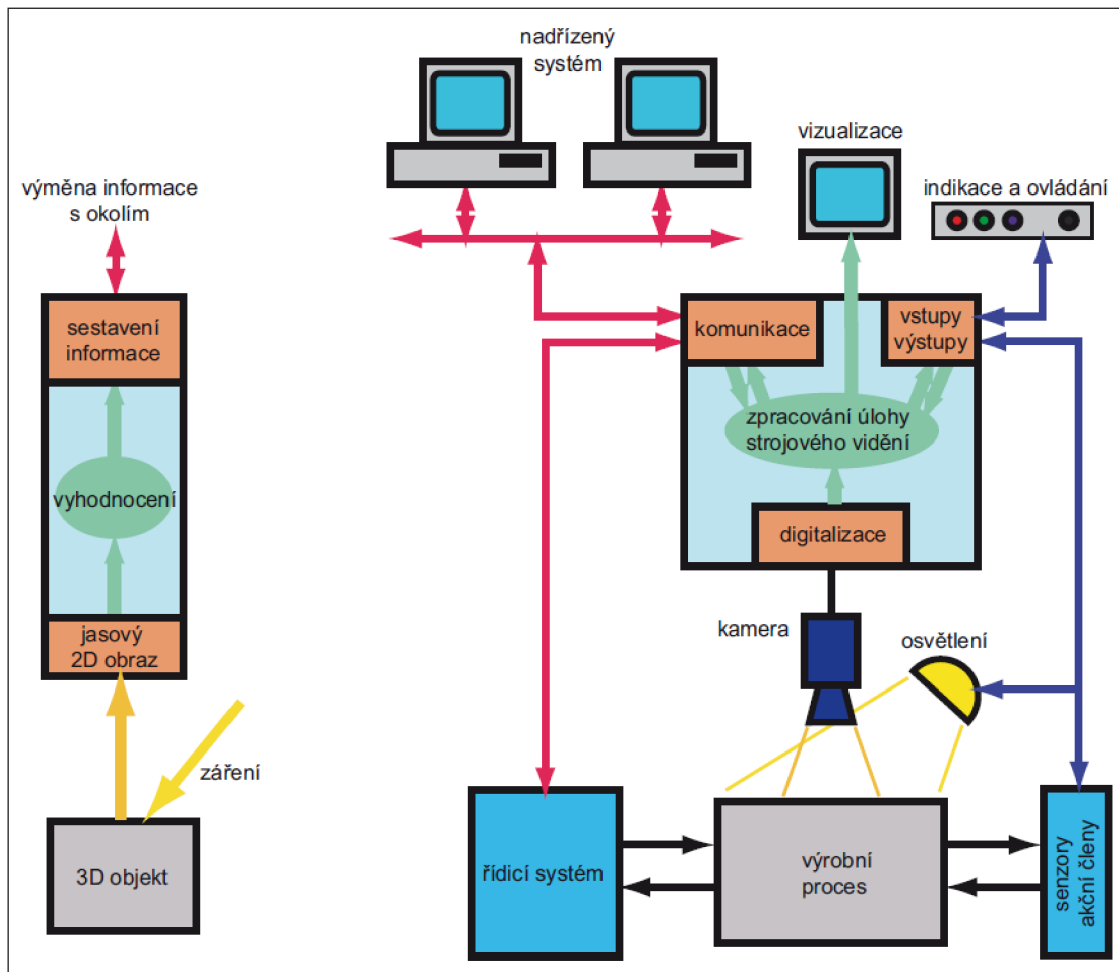 výměna informace
s okolím
sestavení
informace
vyhodnocení
jasový
2D obraz
záření
3D objekt
nadřízený
systém
vizualizace
indikace a ovládání
komunikace
vstupy
výstupy
zpracování úlohy
strojového vidění
digitalizace
kamera
osvětlení
řídicí systém
výrobní
proces
senzory
akční členy